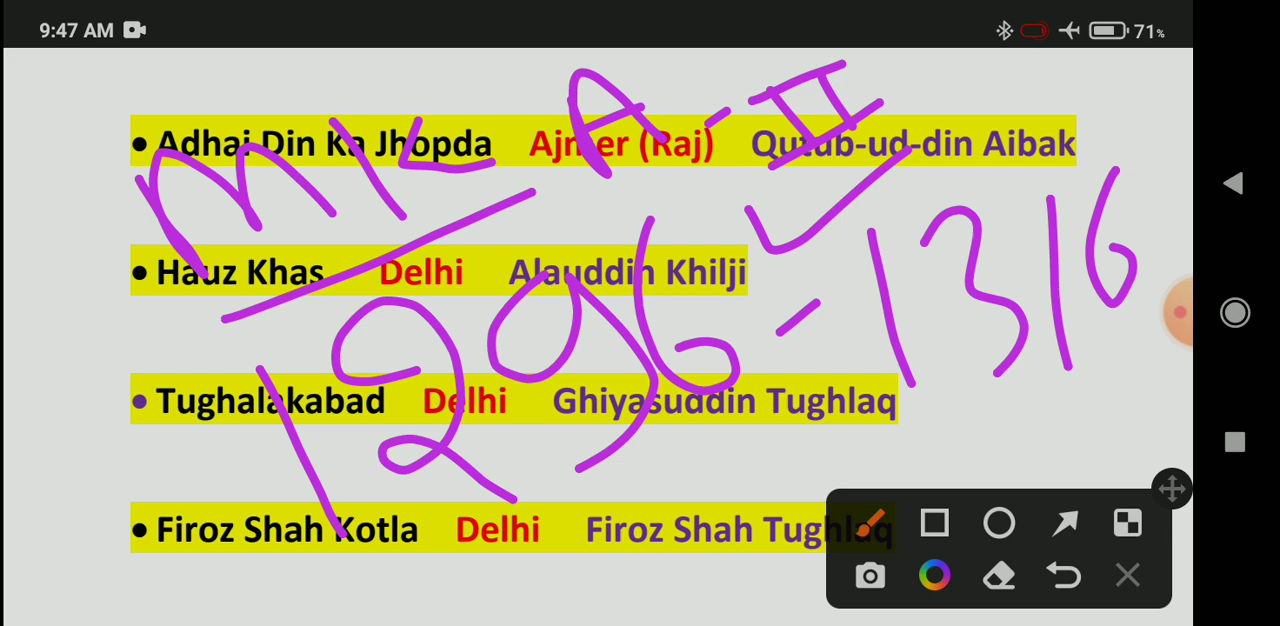 9:47 AM 71%
• Adhai Din Ka Jhopda Ajmer (Raj) Qutub-ud-din Aibak
MK A-II
• Hauz Khas Delhi Alauddin Khilji
1296-1316
• Tughalakabad Delhi Ghiyasuddin Tughlaq
• Firoz Shah Kotla Delhi Firoz Shah Tughlaq